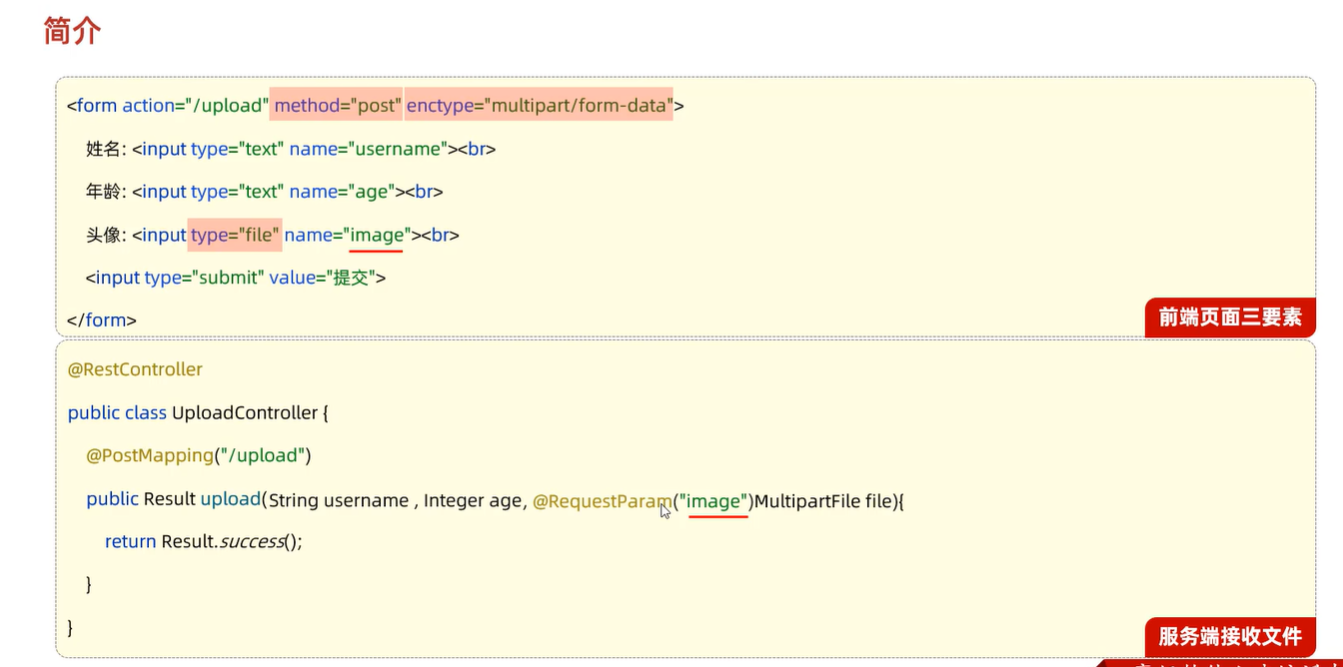 简介
<form action="/upload" method="post" enctype="multipart/form-data">
姓名: <input type="text" name="username"><br>
年龄: <input type="text" name="age"><br>
头像: <input type="file" name="image"><br>
<input type="submit" value="提交">
</form>
前端页面三要素
@RestController
public class UploadController {
@PostMapping("/upload")
public Result upload(String username , Integer age, @RequestParam("image")MultipartFile file){
return Result.success();
}
}
服务端接收文件